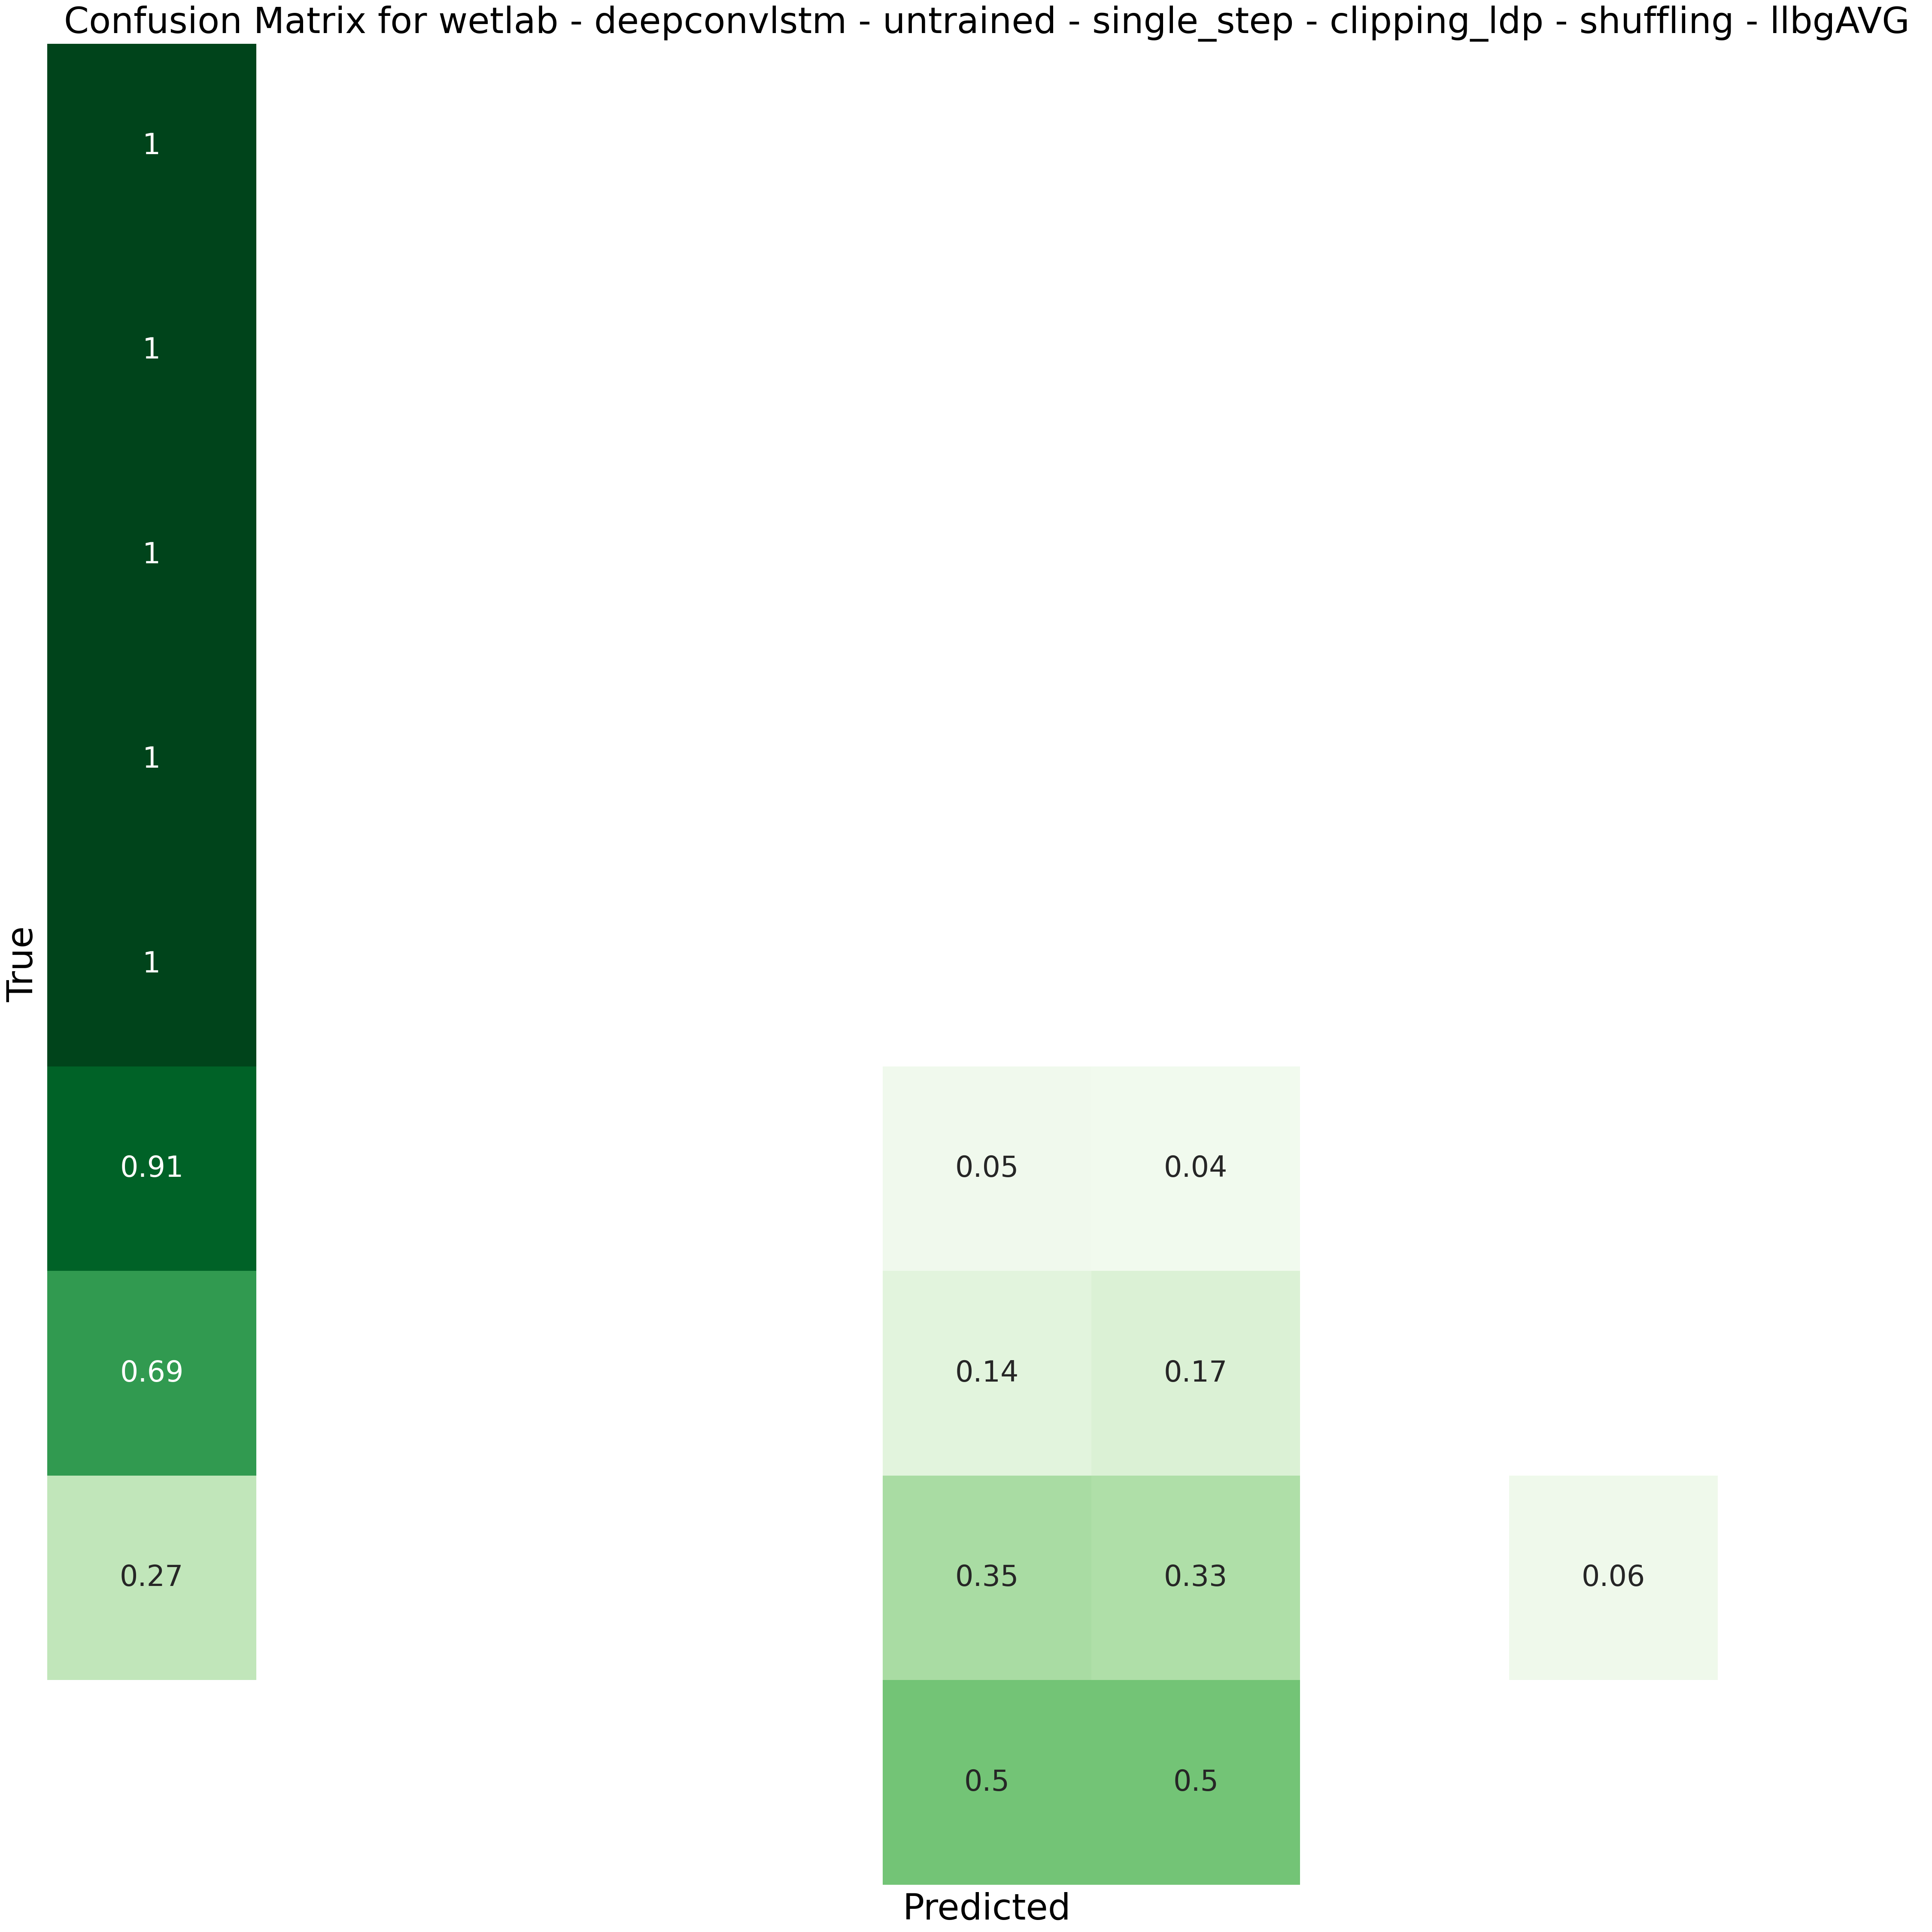 Confusion Matrix for wetlab - deepconvlstm - untrained - single_step - clipping_ldp - shuffling - llbgAVG
1
1
1
1
True
1
0.91 0.05 0.04
0.69 0.14 0.17
0.27 0.35 0.33 0.06
0.5 0.5
Predicted